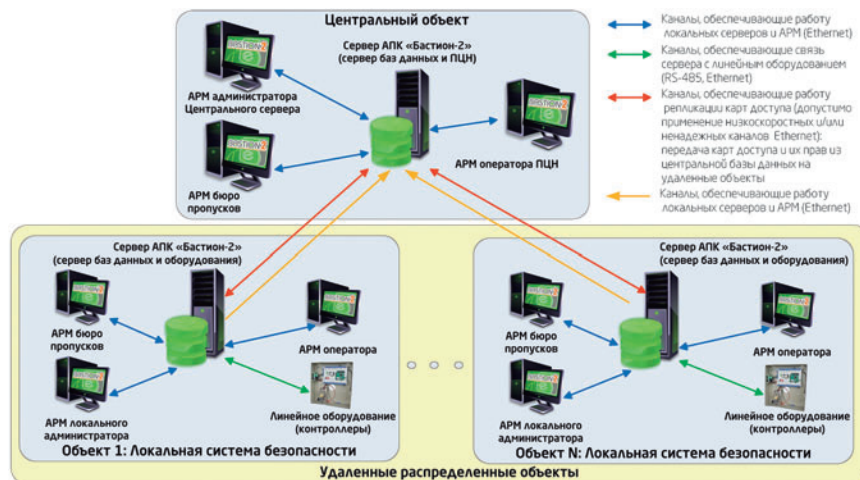 Центральный объект
Сервер АПК «Бастион-2»
(сервер баз данных и ПЦН)
BASTION-2
АРМ администратора
Центрального сервера
BASTION-2
АРМ бюро
пропусков
BASTION-2
АРМ оператора ПЦН
Каналы, обеспечивающие работу
локальных серверов и АРМ (Ethernet)
Каналы, обеспечивающие связь
сервера с линейным оборудованием
(RS-485, Ethernet)
Каналы, обеспечивающие работу
репликации карт доступа (допустимо
применение низкоскоростных и/или
ненадежных каналов Ethernet):
передача карт доступа и их прав из
центральной базы данных на
удаленные объекты
Каналы, обеспечивающие работу
локальных серверов и АРМ (Ethernet)
Сервер АПК «Бастион-2»
(сервер баз данных и оборудования)
АРМ бюро
пропусков
АРМ оператора
АРМ локального
администратора
Линейное оборудование
(контроллеры)
Объект 1: Локальная система безопасности
Сервер АПК «Бастион-2»
(сервер баз данных и оборудования)
АРМ бюро
пропусков
АРМ оператора
АРМ локального
администратора
Линейное оборудование
(контроллеры)
Объект N: Локальная система безопасности
Удаленные распределенные объекты